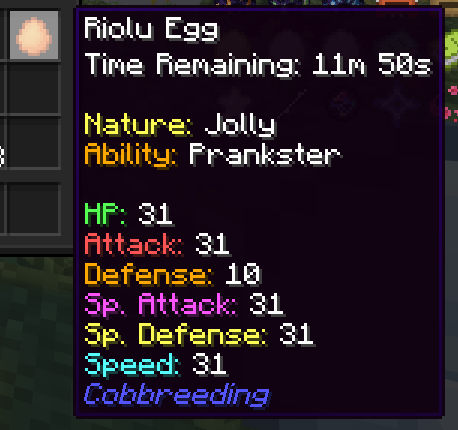 Riolu Egg
Time Remaining: 11m 50s
Nature: Jolly
Ability: Prankster
HP: 31
Attack: 31
Defense: 10
Sp. Attack: 31
Sp. Defense: 31
Speed: 31
Cobbreeding